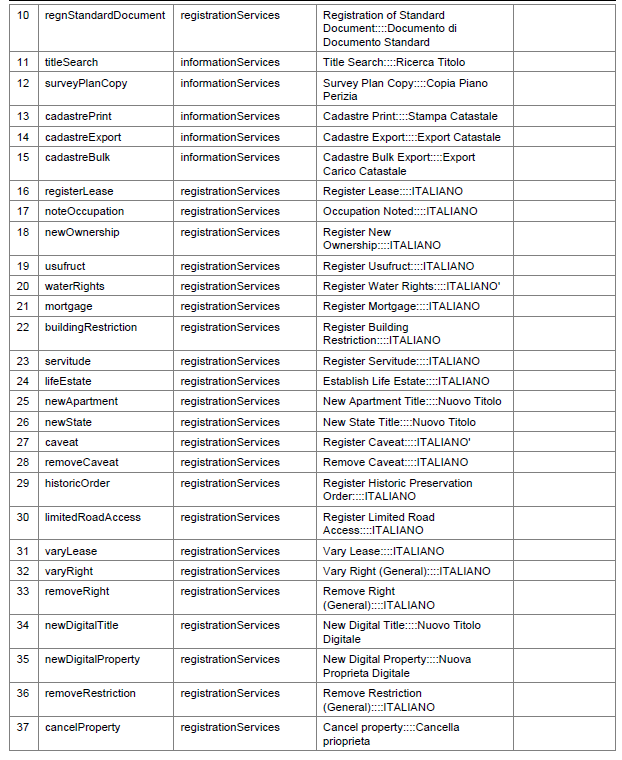 10 regnStandardDocument registrationServices Registration of Standard
Document::::Documento di
Documento Standard
11 titleSearch informationServices Title Search::::Ricerca Titolo
12 surveyPlanCopy informationServices Survey Plan Copy::::Copia Piano
Perizia
13 cadastrePrint informationServices Cadastre Print::::Stampa Catastale
14 cadastreExport informationServices Cadastre Export::::Export Catastale
15 cadastreBulk informationServices Cadastre Bulk Export::::Export
Carico Catastale
16 registerLease registrationServices Register Lease::::ITALIANO
17 noteOccupation registrationServices Occupation Noted::::ITALIANO
18 newOwnership registrationServices Register New
Ownership::::ITALIANO
19 usufruct registrationServices Register Usufruct::::ITALIANO
20 waterRights registrationServices Register Water Rights::::ITALIANO'
21 mortgage registrationServices Register Mortgage::::ITALIANO
22 buildingRestriction registrationServices Register Building
Restriction::::ITALIANO
23 servitude registrationServices Register Servitude::::ITALIANO
24 lifeEstate registrationServices Establish Life Estate::::ITALIANO
25 newApartment registrationServices New Apartment Title::::Nuovo Titolo
26 newState registrationServices New State Title::::Nuovo Titolo
27 caveat registrationServices Register Caveat::::ITALIANO'
28 removeCaveat registrationServices Remove Caveat::::ITALIANO
29 historicOrder registrationServices Register Historic Preservation
Order::::ITALIANO
30 limitedRoadAccess registrationServices Register Limited Road
Access::::ITALIANO
31 varyLease registrationServices Vary Lease::::ITALIANO
32 varyRight registrationServices Vary Right (General)::::ITALIANO
33 removeRight registrationServices Remove Right
(General)::::ITALIANO
34 newDigitalTitle registrationServices New Digital Title::::Nuovo Titolo
Digitale
35 newDigitalProperty registrationServices New Digital Property::::Nuova
Proprieta Digitale
36 removeRestriction registrationServices Remove Restriction
(General)::::ITALIANO
37 cancelProperty registrationServices Cancel property::::Cancella
prioprieta